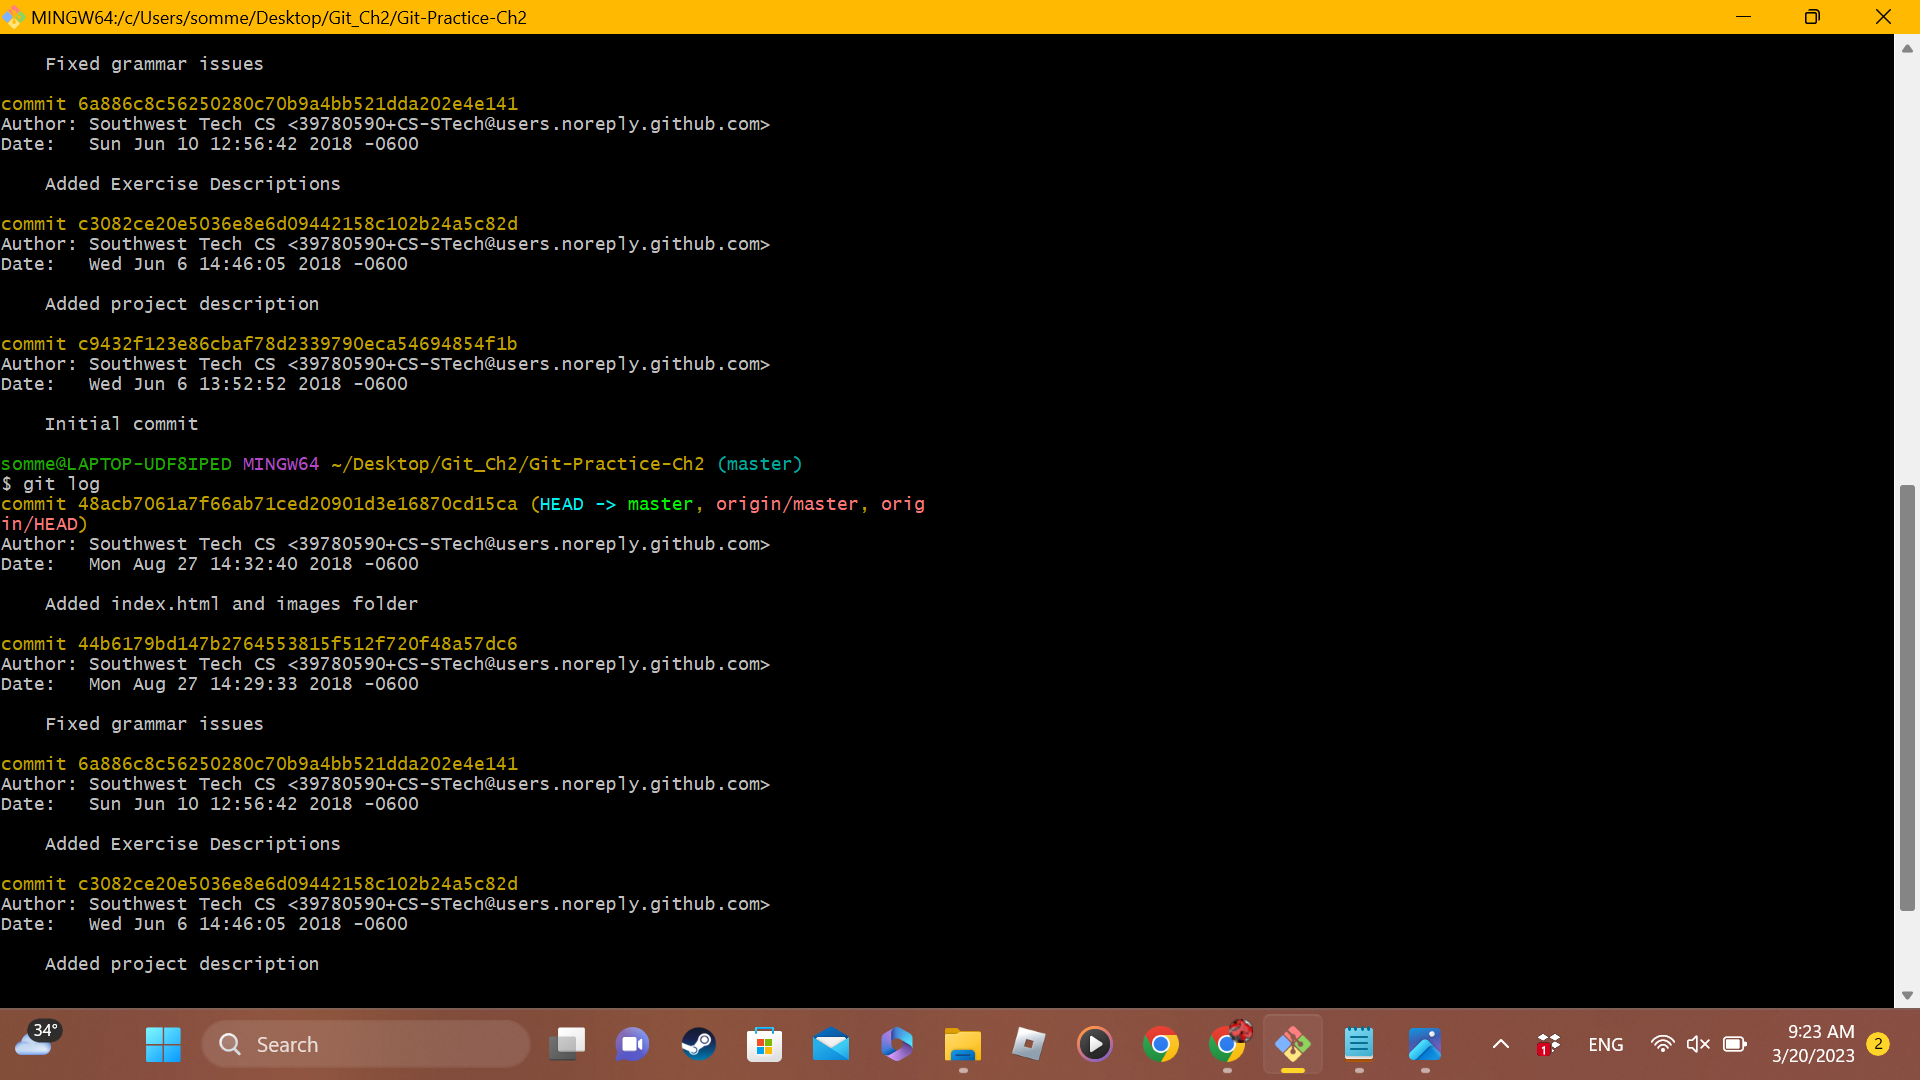 MINGW64:/c/Users/somme/Desktop/Git_Ch2/Git-Practice-Ch2
Fixed grammar issues
commit 6a886c8c56250280c70b9a4bb521dda202e4e141
Author: Southwest Tech CS <39780590+CS-STech@users.noreply.github.com>
Date:   Sun Jun 10 12:56:42 2018 -0600
Added Exercise Descriptions
commit c3082ce20e5036e8e6d09442158c102b24a5c82d
Author: Southwest Tech CS <39780590+CS-STech@users.noreply.github.com>
Date:   Wed Jun 6 14:46:05 2018 -0600
Added project description
commit c9432f123e86cbaf78d2339790eca54694854f1b
Author: Southwest Tech CS <39780590+CS-STech@users.noreply.github.com>
Date:   Wed Jun 6 13:52:52 2018 -0600
Initial commit
somme@LAPTOP-UDF8IPED MINGW64 ~/Desktop/Git_Ch2/Git-Practice-Ch2 (master)
$ git log
commit 48acb7061a7f66ab71ced20901d3e16870cd15ca (HEAD -> master, origin/master, orig
in/HEAD)
Author: Southwest Tech CS <39780590+CS-STech@users.noreply.github.com>
Date:   Mon Aug 27 14:32:40 2018 -0600
Added index.html and images folder
commit 44b6179bd147b2764553815f512f720f48a57dc6
Author: Southwest Tech CS <39780590+CS-STech@users.noreply.github.com>
Date:   Mon Aug 27 14:29:33 2018 -0600
Fixed grammar issues
commit 6a886c8c56250280c70b9a4bb521dda202e4e141
Author: Southwest Tech CS <39780590+CS-STech@users.noreply.github.com>
Date:   Sun Jun 10 12:56:42 2018 -0600
Added Exercise Descriptions
commit c3082ce20e5036e8e6d09442158c102b24a5c82d
Author: Southwest Tech CS <39780590+CS-STech@users.noreply.github.com>
Date:   Wed Jun 6 14:46:05 2018 -0600
Added project description
34°
Search
1
ENG
9:23 AM
3/20/2023
2